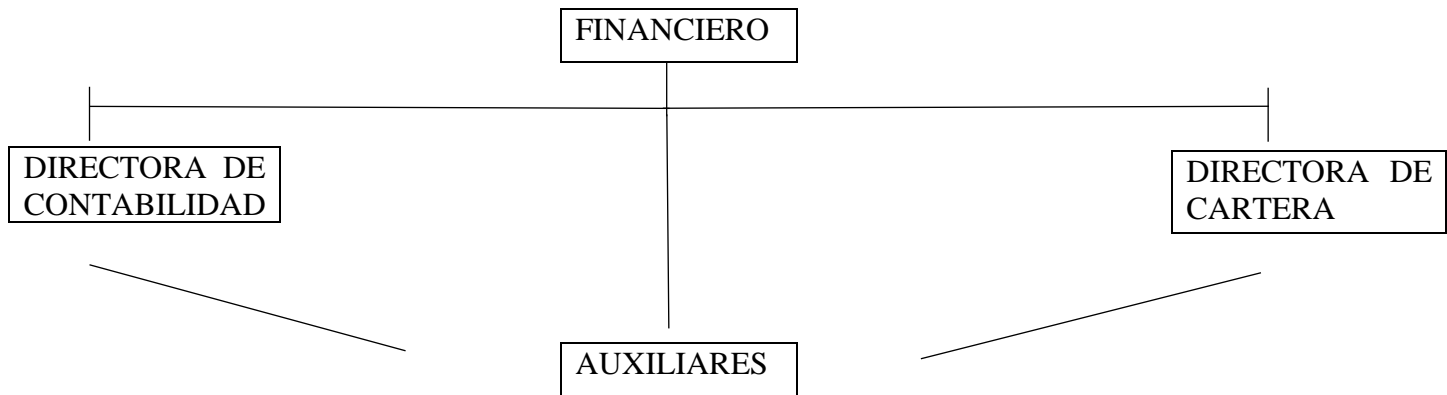 FINANCIERO
DIRECTORA DE
CONTABILIDAD
DIRECTORA DE
CARTERA
AUXILIARES